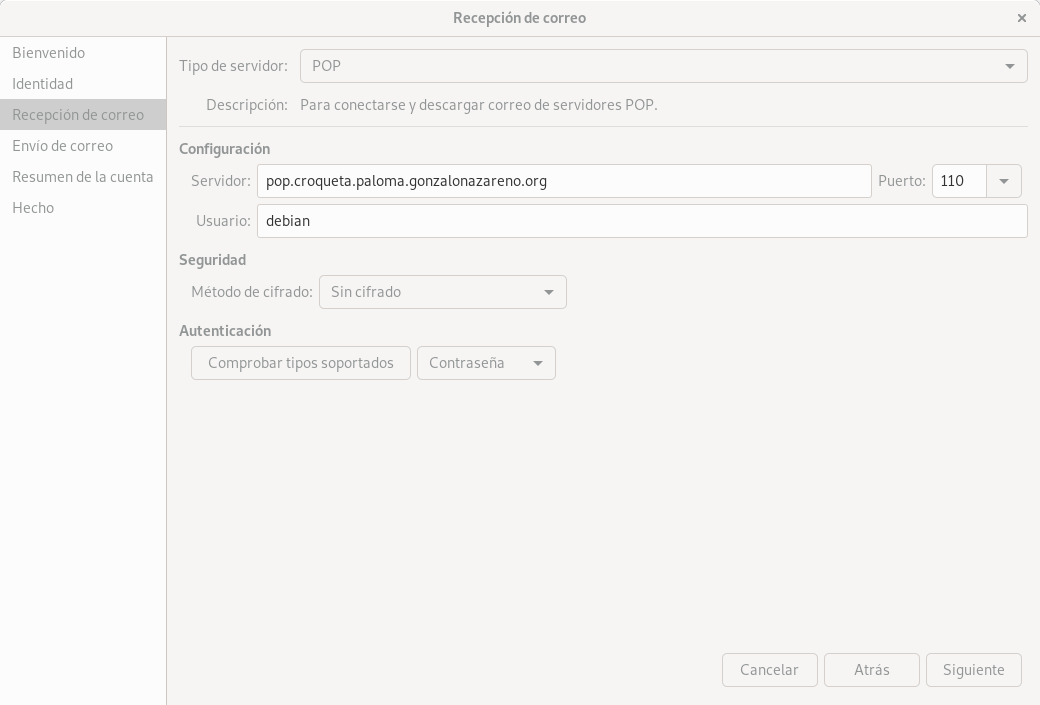 Recepción de correo
Bienvenido
Identidad
Recepción de correo
Envío de correo
Resumen de la cuenta
Hecho
Tipo de servidor: POP
Descripción: Para conectarse y descargar correo de servidores POP.
Configuración
Servidor: pop.croqueta.paloma.gonzalonazareno.org Puerto: 110
Usuario: debian
Seguridad
Método de cifrado: Sin cifrado
Autenticación
Comprobar tipos soportados Contraseña
Cancelar Atrás Siguiente